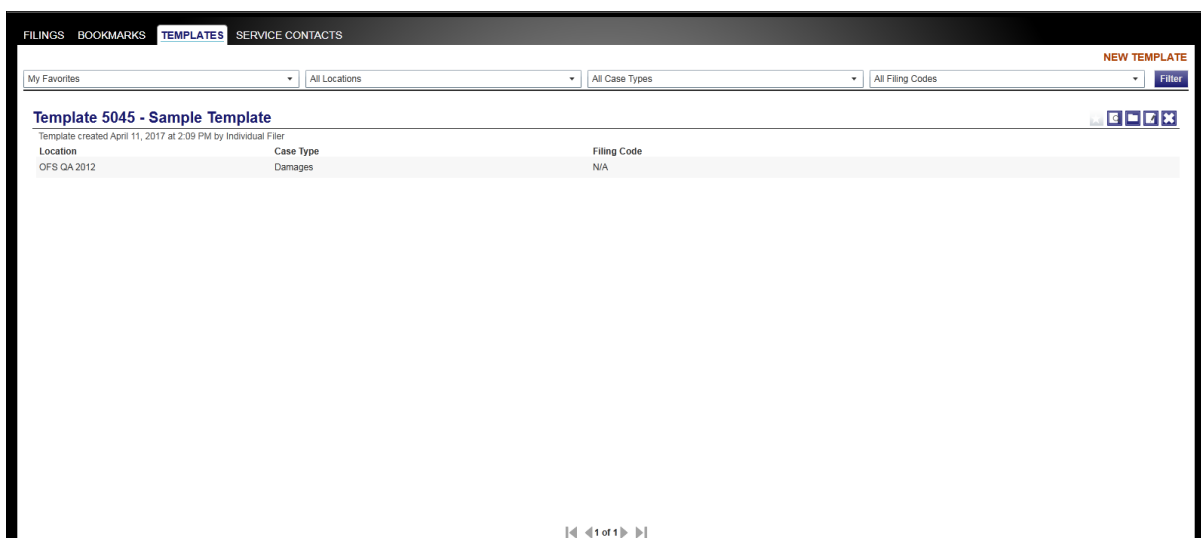 FILINGS BOOKMARKS TEMPLATES SERVICE CONTACTS
NEW TEMPLATE
My Favorites All Locations All Case Types All Filing Codes Filter
Template 5045 - Sample Template
Template created April 11, 2017 at 2:09 PM by Individual Filer
Location Case Type Filing Code
OFS QA 2012 Damages N/A
1 of 1